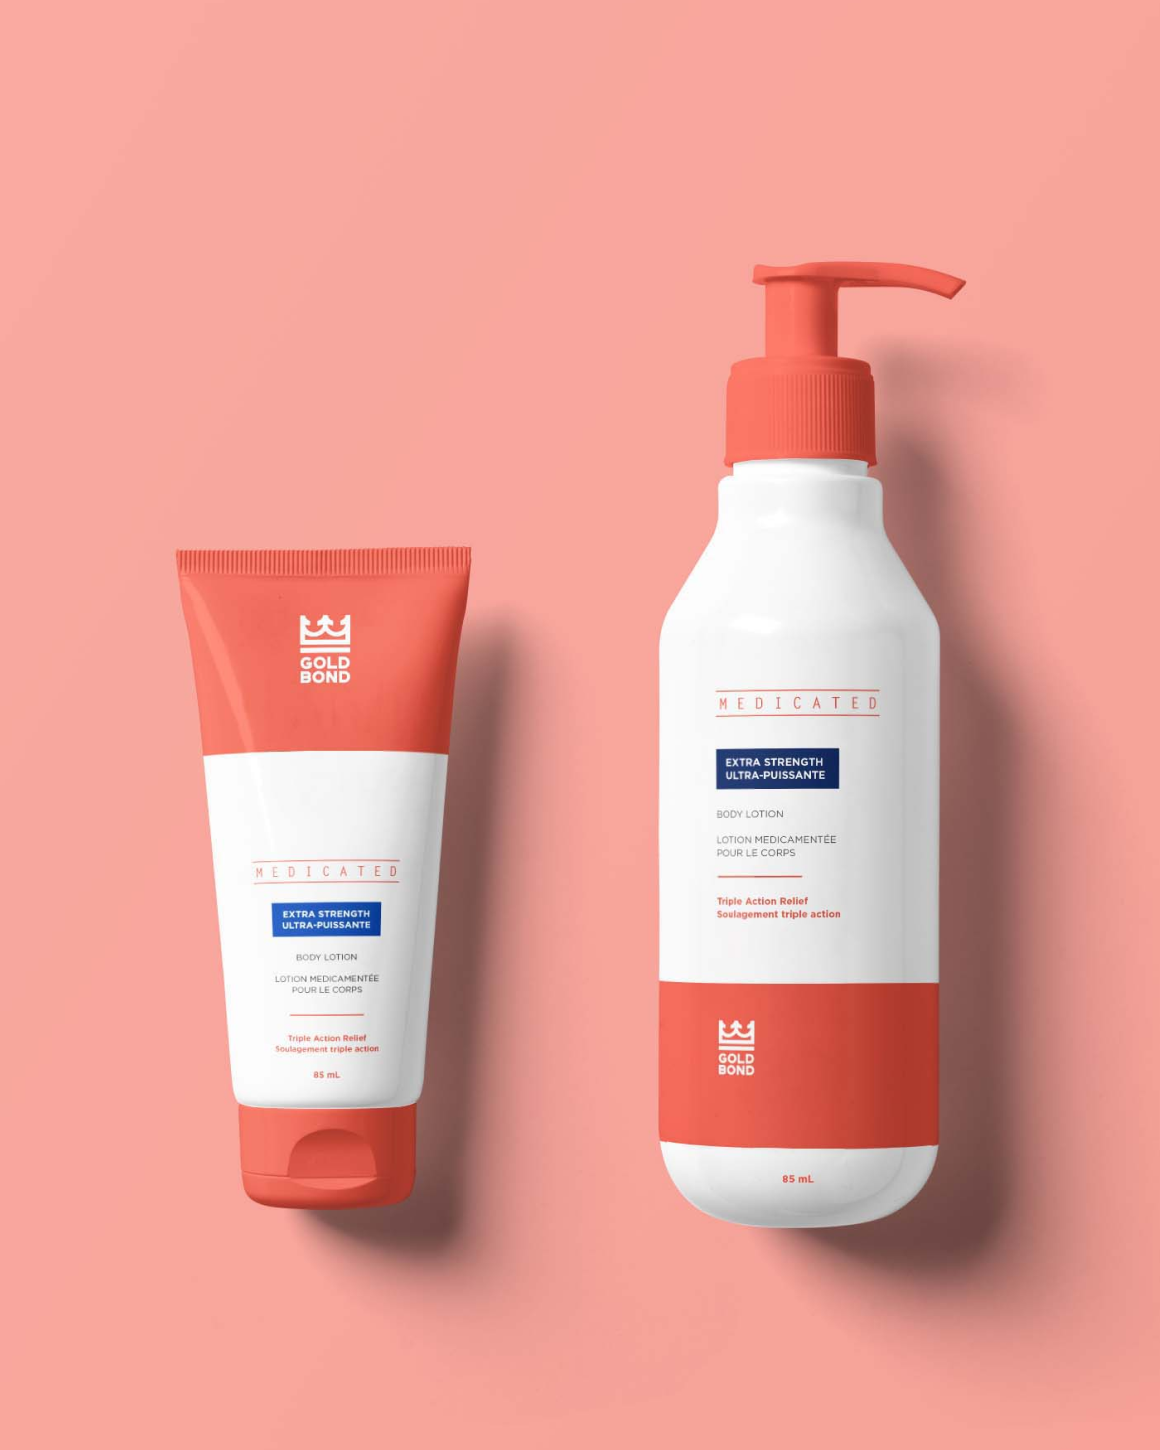 GOLD
BOND
MEDICATED
EXTRA STRENGTH
ULTRA-PUISSANTE
BODY LOTION
LOTION MEDICAMENTÉE
POUR LE CORPS
Triple Action Relief
Soulagement triple action
85 mL
MEDICATED
EXTRA STRENGTH
ULTRA-PUISSANTE
BODY LOTION
LOTION MEDICAMENTÉE
POUR LE CORPS
Triple Action Relief
Soulagement triple action
GOLD
BOND
85 mL